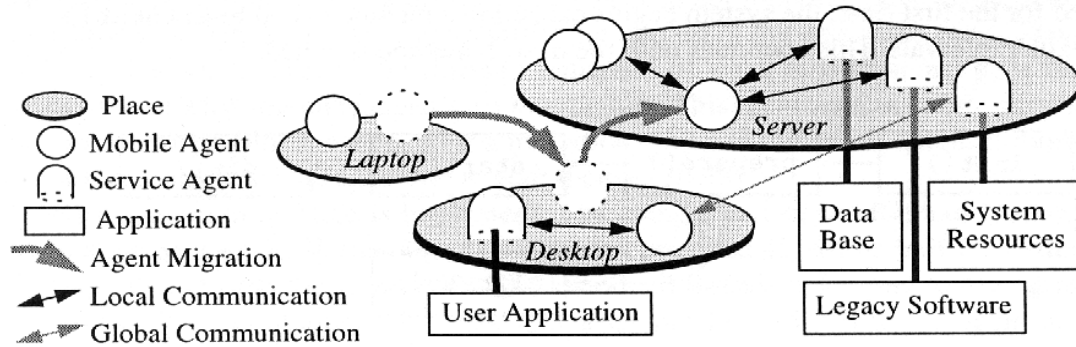 Place
Mobile Agent
Service Agent
Application
Agent Migration
Local Communication
Global Communication
Laptop
Desktop
Server
User Application
Data
Base
System
Resources
Legacy Software